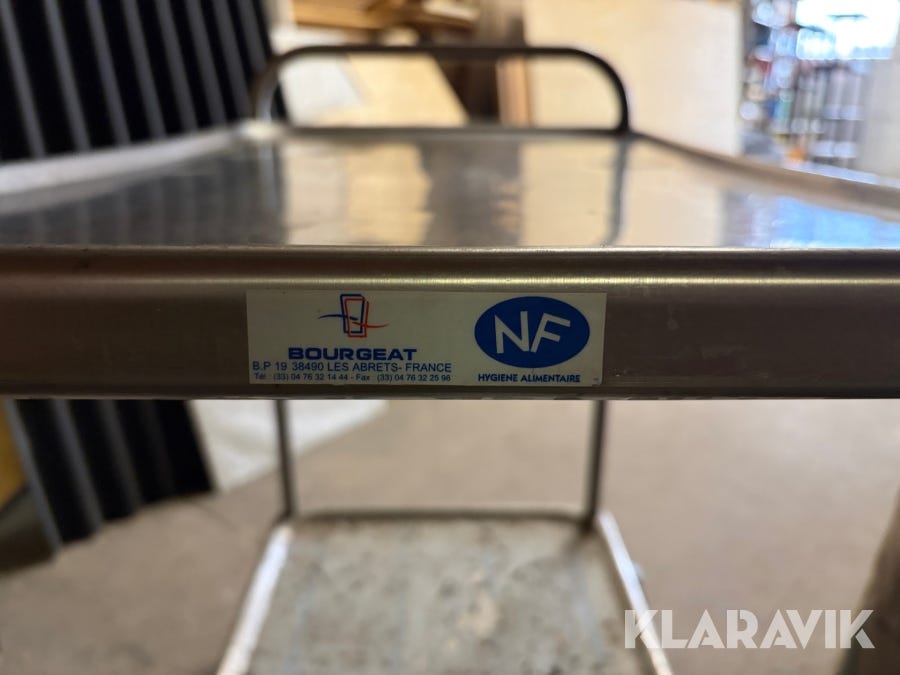 BOURGEAT
B.P 19 38490 LES ABRETS- FRANCE
Tél : (33) 04 76 32 14 44 - Fax : (33) 04 76 32 25 96
NF
HYGIENE ALIMENTAIRE
KLARAVIK